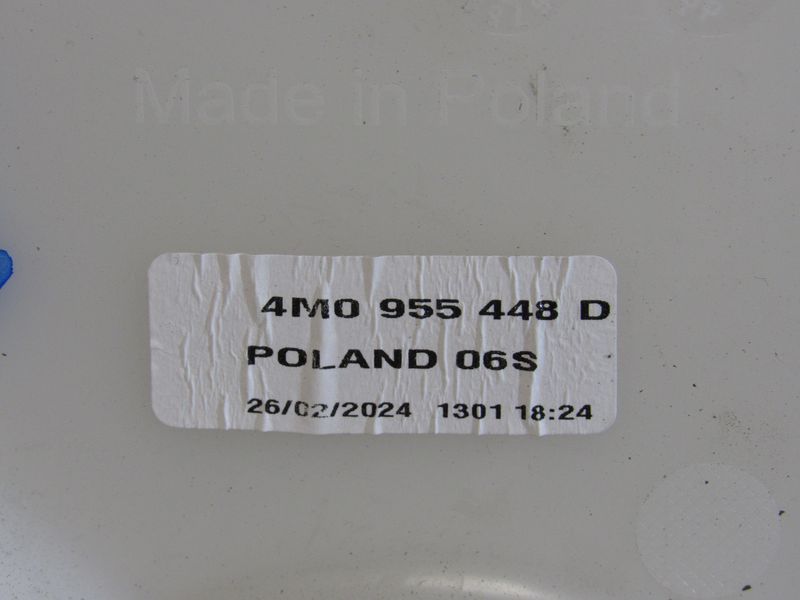 Made in Poland
4M0 955 448 D
POLAND 06S
26/02/2024 1301 18:24